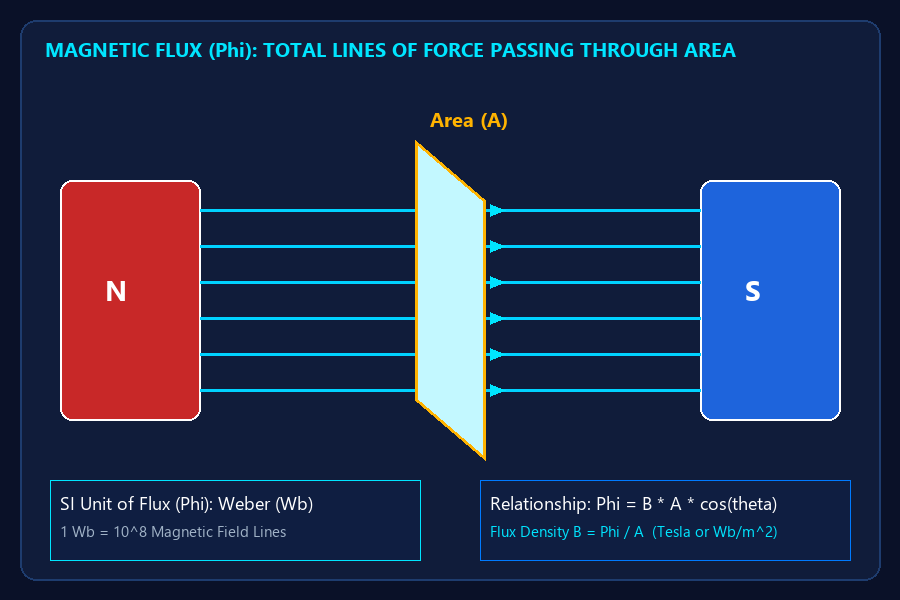 MAGNETIC FLUX (Phi): TOTAL LINES OF FORCE PASSING THROUGH AREA
Area (A)
N
S
SI Unit of Flux (Phi): Weber (Wb)
1 Wb = 10^8 Magnetic Field Lines
Relationship: Phi = B * A * cos(theta)
Flux Density B = Phi / A  (Tesla or Wb/m^2)